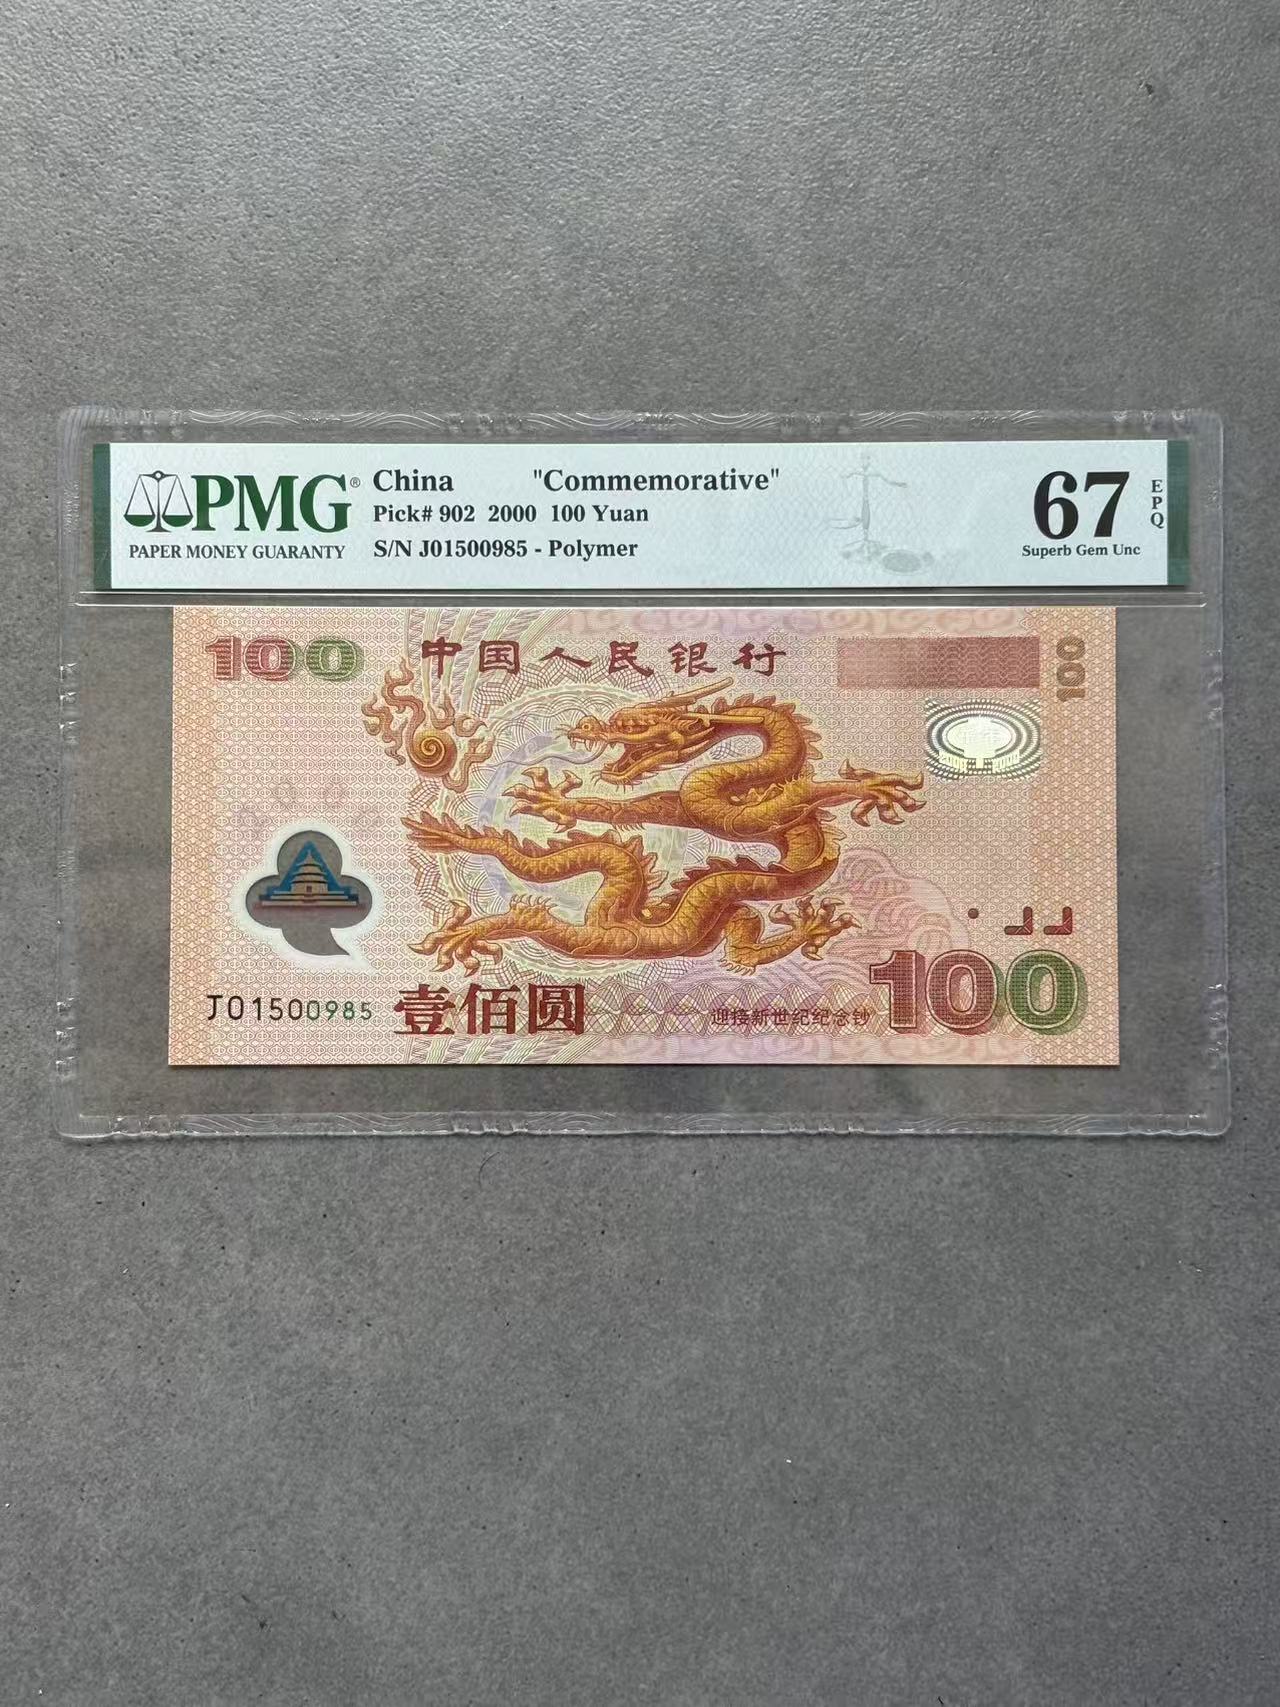 PMG® China "Commemorative" 67 EPQ
Pick# 902 2000 100 Yuan
PAPER MONEY GUARANTY S/N J01500985 - Polymer Superb Gem Unc
100 中国人民银行 100
J01500985 壹佰圆 迎接新世纪纪念钞 100